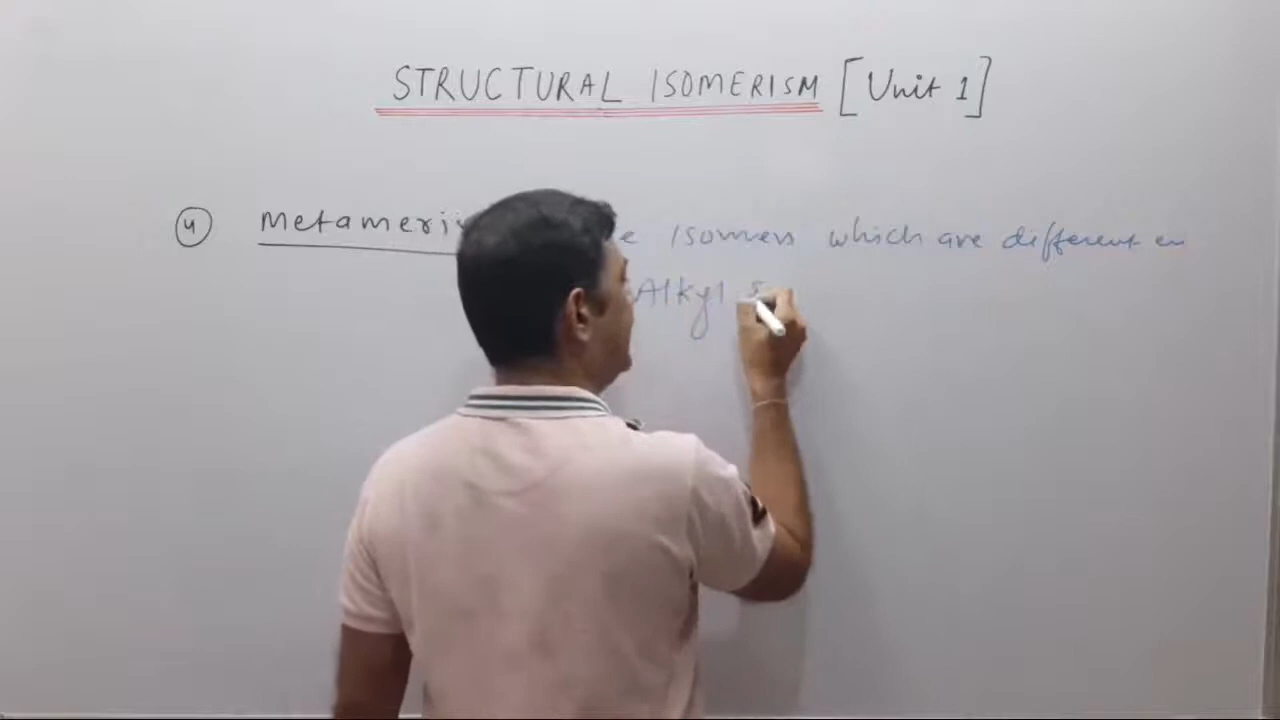 STRUCTURAL ISOMERISM [Unit 1]
4 Metameri
e Isomers which are different in
Alkyl